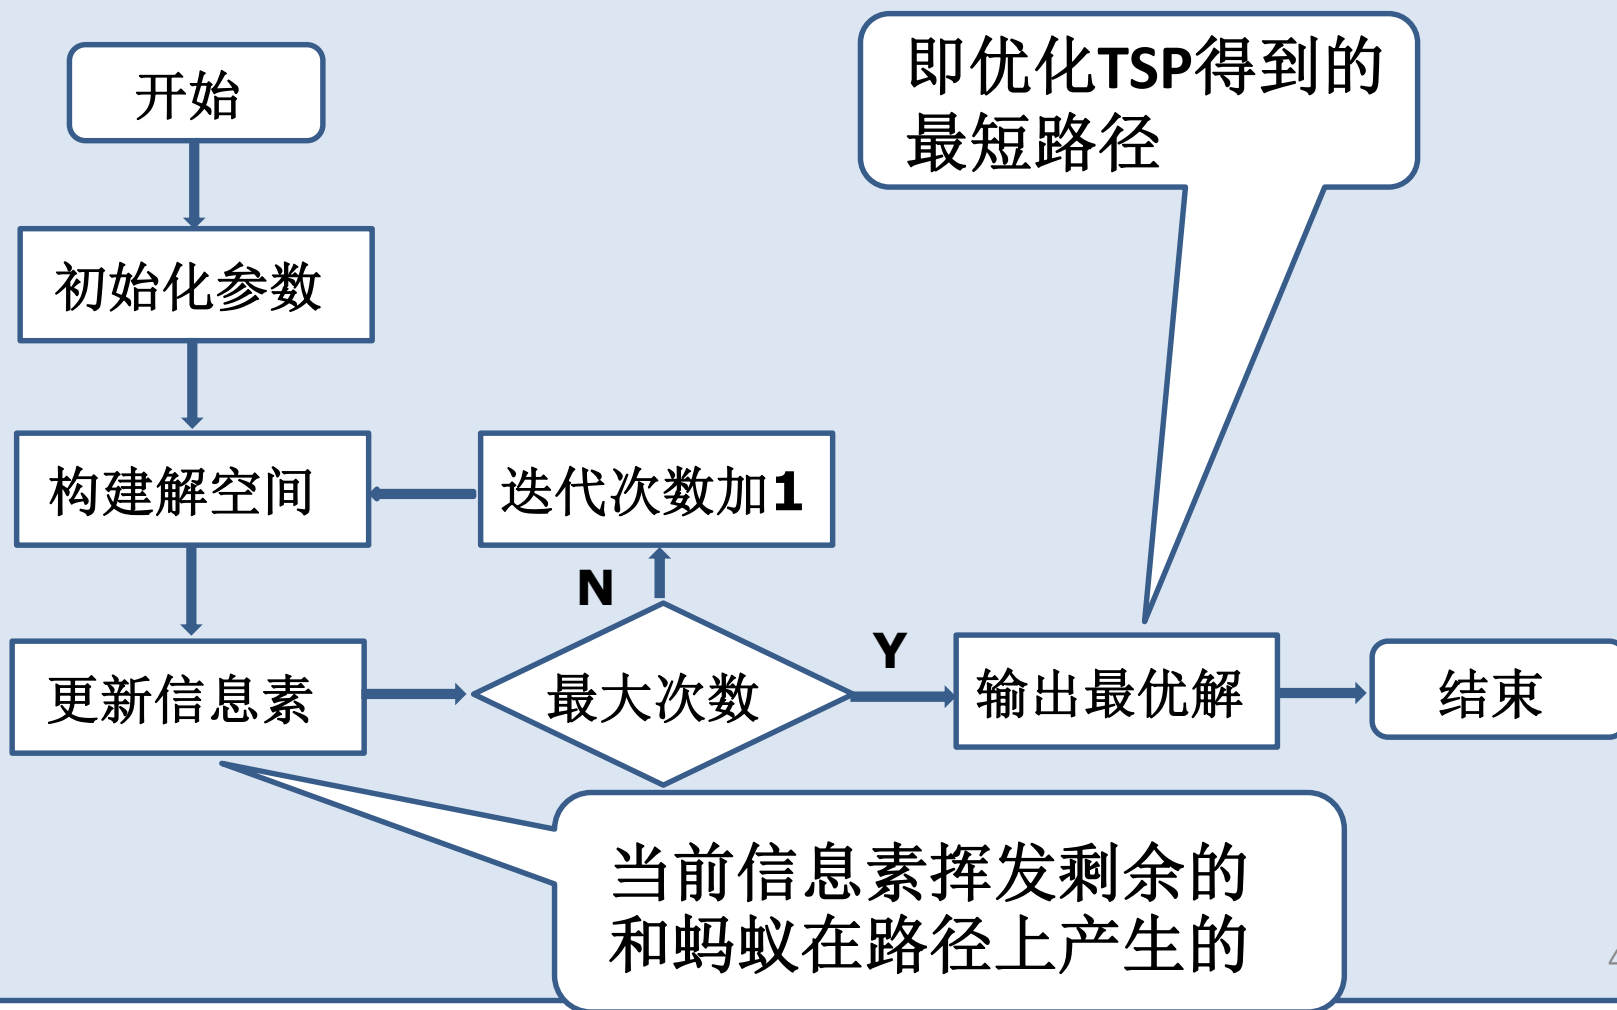 开始
即优化TSP得到的
最短路径
初始化参数
构建解空间
迭代次数加1
N
Y
更新信息素
最大次数
输出最优解
结束
当前信息素挥发剩余的
和蚂蚁在路径上产生的